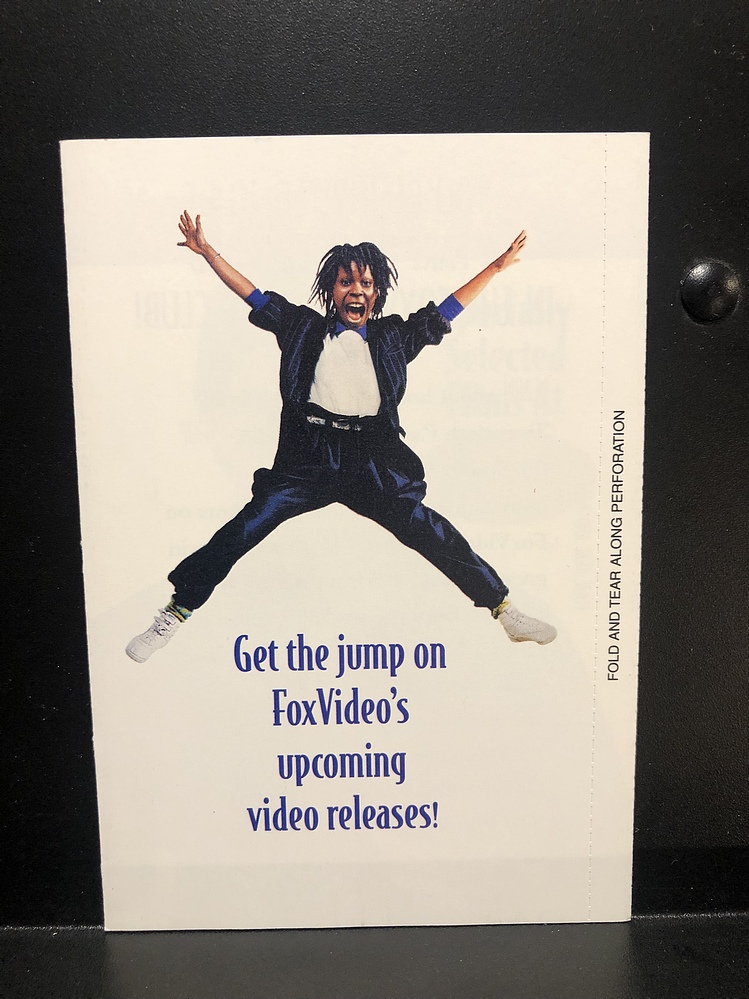 Get the jump on
FoxVideo's
upcoming
video releases!
FOLD AND TEAR ALONG PERFORATION